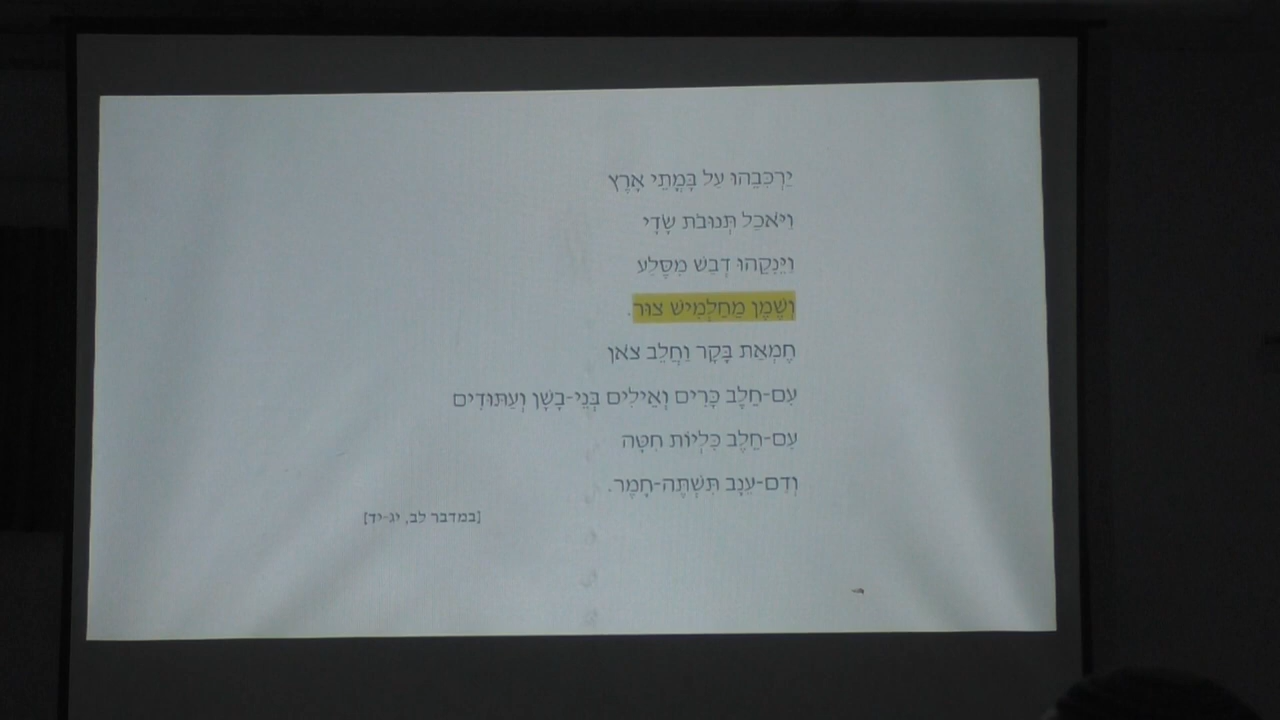 יַרְכִּבֵהוּ עַל בָּמֳתֵי אָרֶץ
וַיֹּאכַל תְּנוּבֹת שָׂדָי
וַיֵּנִקֵהוּ דְבַשׁ מִסֶּלַע
וְשֶׁמֶן מֵחַלְמִישׁ צוּר.
חֶמְאַת בָּקָר וַחֲלֵב צֹאן
עִם-חֵלֶב כָּרִים וְאֵילִים בְּנֵי-בָשָׁן וְעַתּוּדִים
עִם-חֵלֶב כִּלְיוֹת חִטָּה
וְדַם-עֵנָב תִּשְׁתֶּה-חָמֶר.
[במדבר לב, יג-יד]